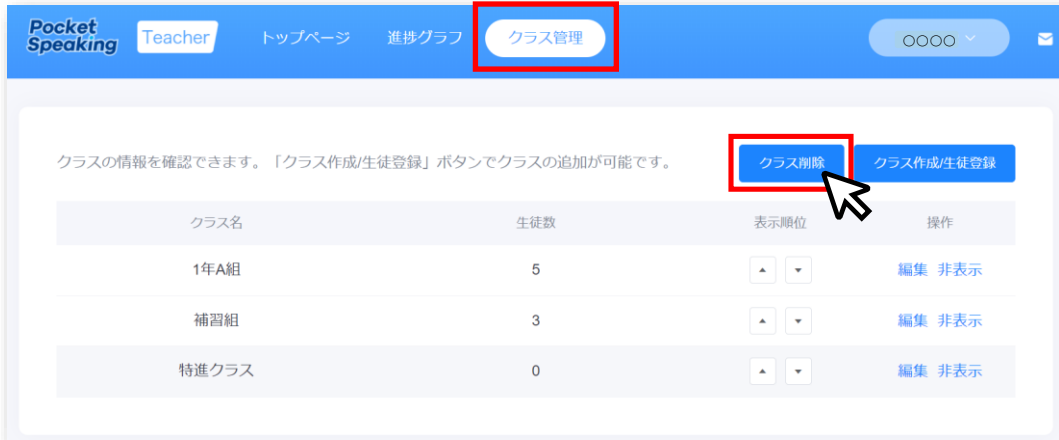 Pocket Speaking Teacher トップページ 進捗グラフ クラス管理 ○○○○
クラスの情報を確認できます。「クラス作成/生徒登録」ボタンでクラスの追加が可能です。 クラス削除 クラス作成/生徒登録
クラス名 生徒数 表示順位 操作
1年A組 5 編集 非表示
補習組 3 編集 非表示
特進クラス 0 編集 非表示